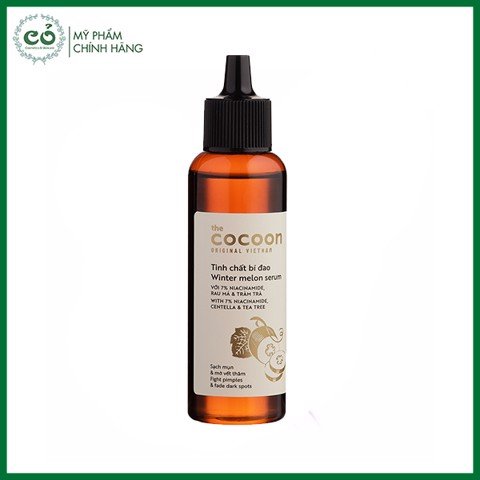 CỎ
MỸ PHẨM
CHÍNH HÃNG
the
cocoon
ORIGINAL VIETNAM
Tinh chất bí đao
Winter melon serum
VỚI 7% NIACINAMIDE,
RAU MÁ & TRÀM TRÀ
WITH 7% NIACINAMIDE,
CENTELLA & TEA TREE
Sạch mụn
& mờ vết thâm
Fight pimples
& fade dark spots